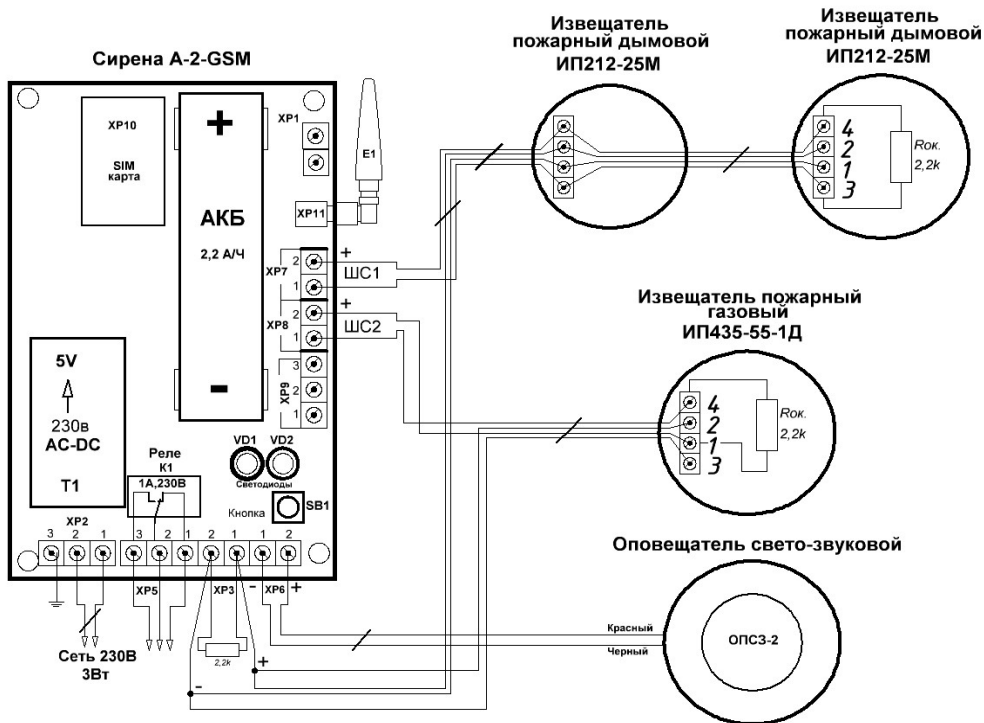 Извещатель
пожарный дымовой
ИП212-25М
Извещатель
пожарный дымовой
ИП212-25М
Сирена А-2-GSM
XP10
SIM
карта
+
АКБ
2,2 А/Ч
-
XP1
E1
XP11
4
2
1
3
Rок.
2,2k
XP7
2
1
+
ШС1
XP8
2
1
+
ШС2
XP9
3
2
1
Извещатель пожарный
газовый
ИП435-55-1Д
4
2
1
3
Rок.
2,2k
5V
230в
AC-DC
T1
Реле
К1
1А,230В
VD1
VD2
Светодиоды
Кнопка
SB1
XP2
3
2
1
3
2
1
2
1
1
2
XP5
XP3
-
XP6
+
2,2k
Сеть 230В
3Вт
+
-
Оповещатель свето-звуковой
Красный
Черный
ОПСЗ-2